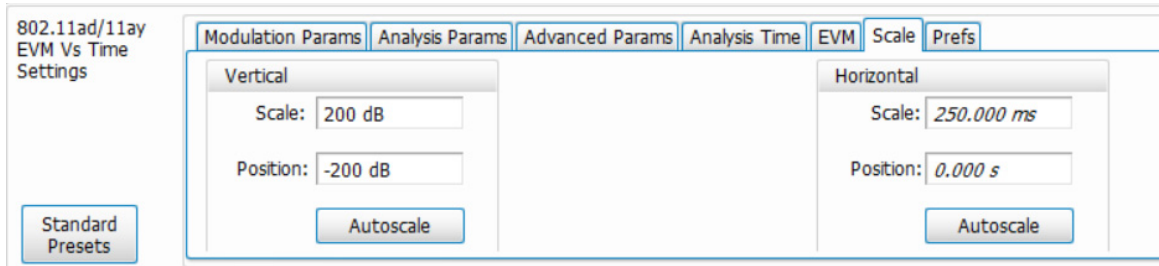 802.11ad/11ay
EVM Vs Time
Settings
Modulation Params Analysis Params Advanced Params Analysis Time EVM Scale Prefs
Vertical Horizontal
Scale: 200 dB Scale: 250.000 ms
Position: -200 dB Position: 0.000 s
Autoscale Autoscale
Standard
Presets